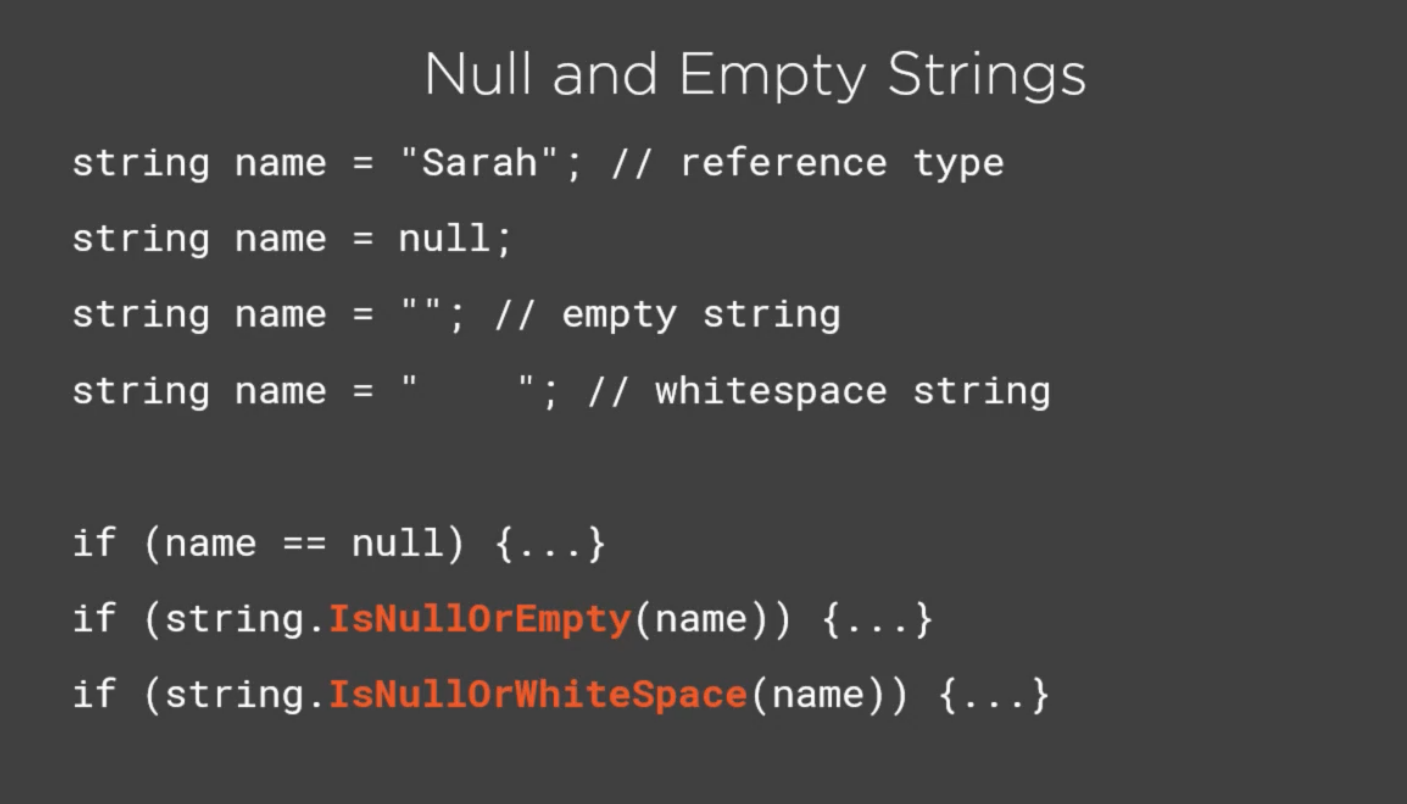 Null and Empty Strings
string name = "Sarah"; // reference type
string name = null;
string name = ""; // empty string
string name = "    "; // whitespace string
if (name == null) {...}
if (string.IsNullOrEmpty(name)) {...}
if (string.IsNullOrWhiteSpace(name)) {...}